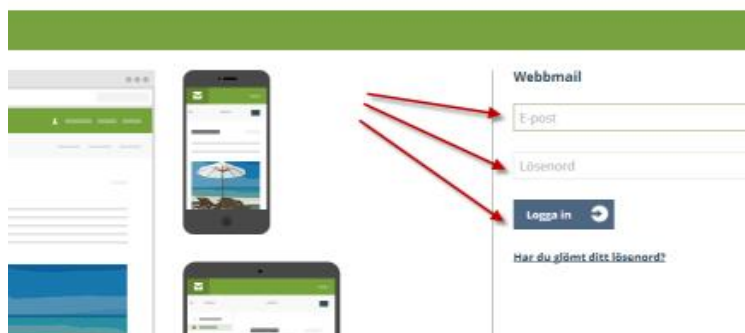 Webbmail
E-post
Lösenord
Logga in
Har du glömt ditt lösenord?